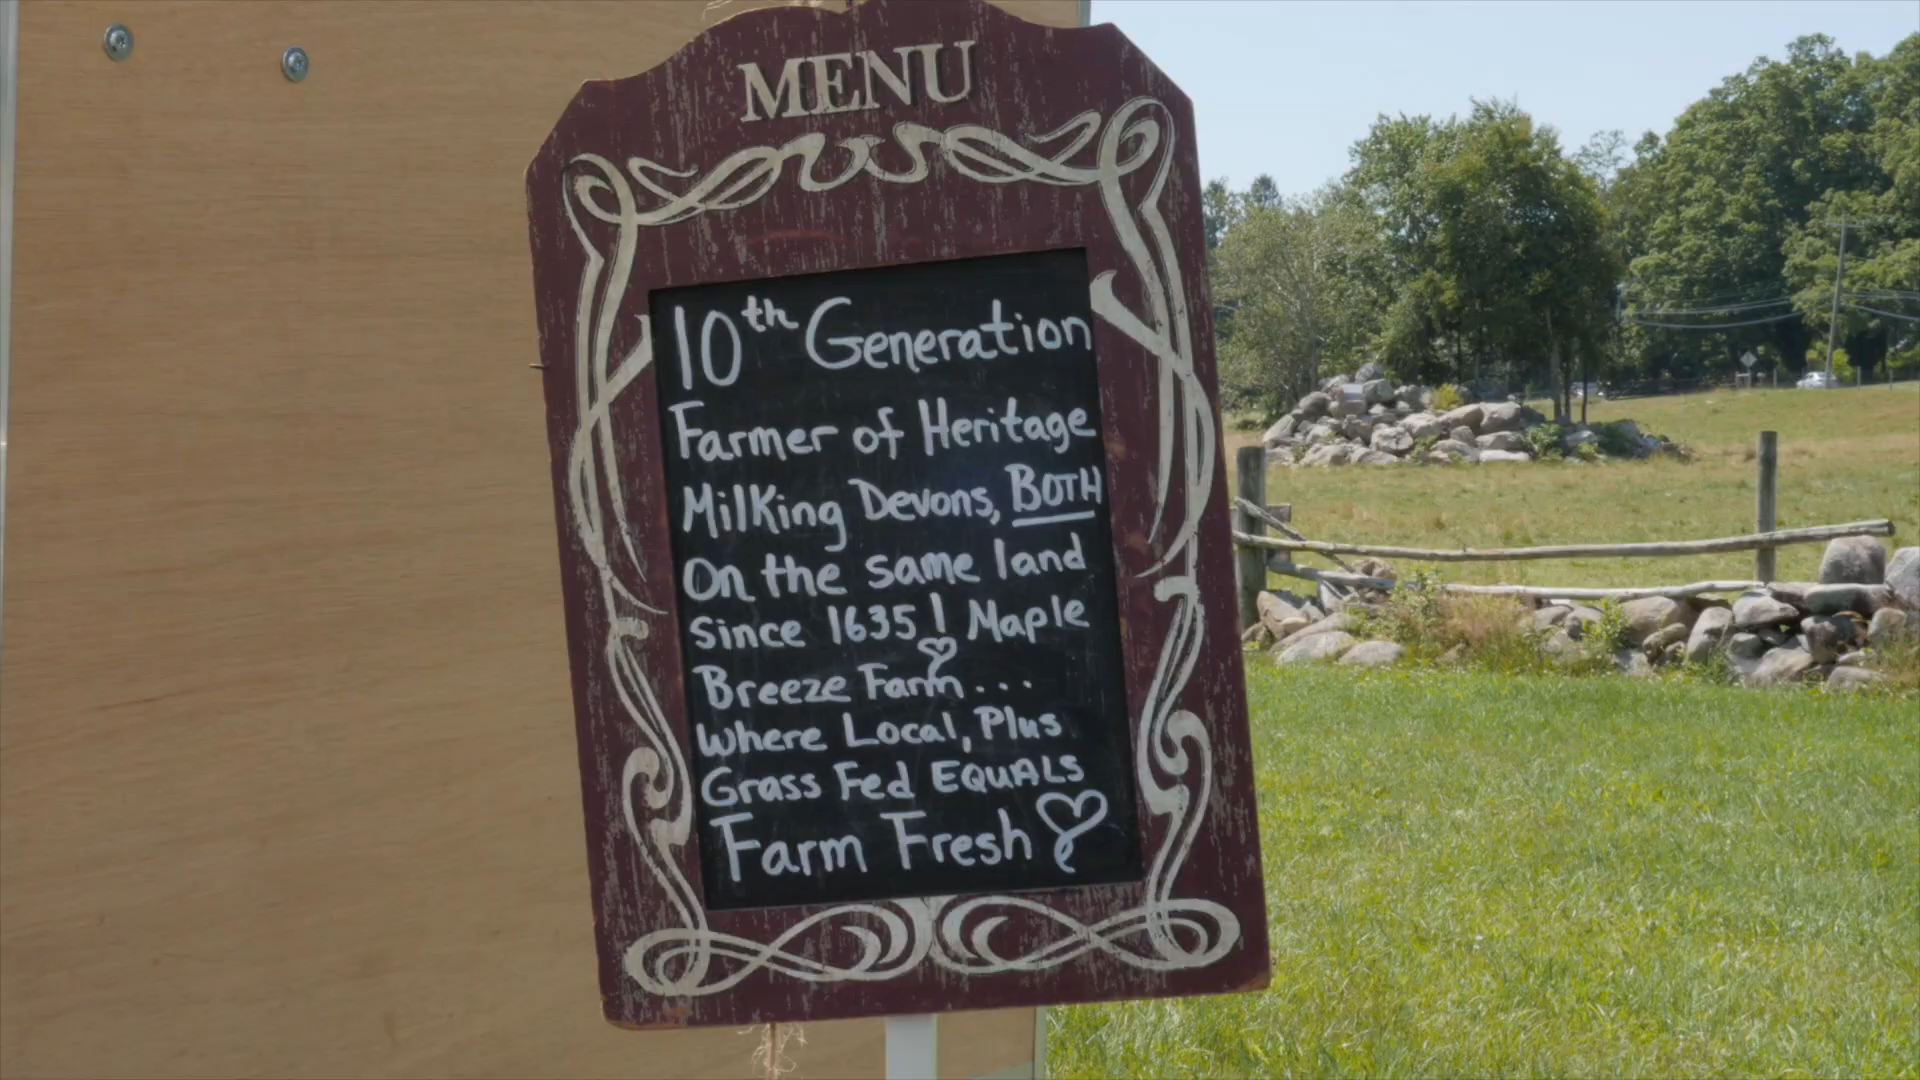 MENU
10th Generation
Farmer of Heritage
Milking Devons, BOTH
On the same land
since 1635! Maple
Breeze Farm...
Where Local, Plus
Grass Fed EQUALS
Farm Fresh